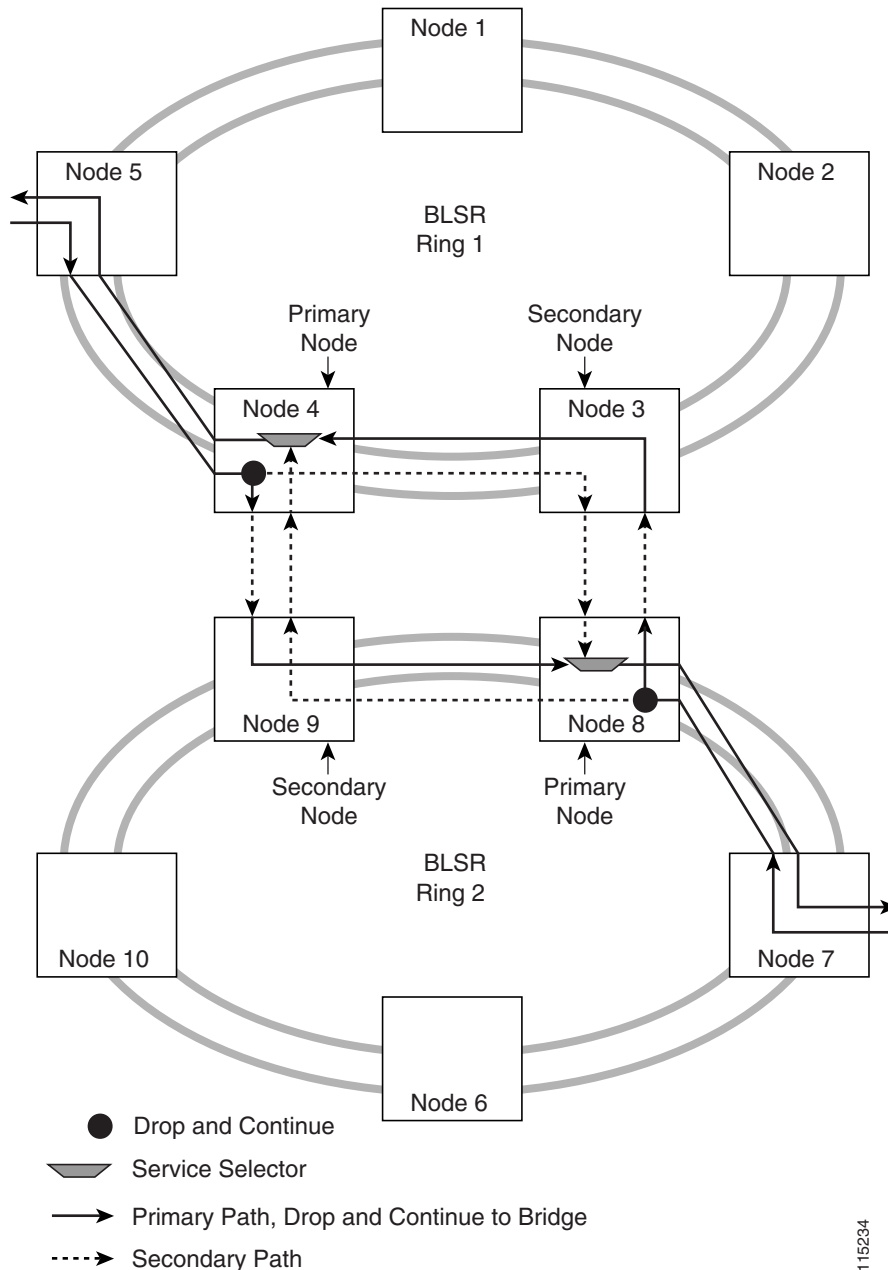 Node 1
Node 5
Node 2
BLSR
Ring 1
Primary
Node
Secondary
Node
Node 4
Node 3
Node 9
Node 8
Secondary
Node
Primary
Node
BLSR
Ring 2
Node 10
Node 7
Node 6
Drop and Continue
Service Selector
Primary Path, Drop and Continue to Bridge
Secondary Path
115234